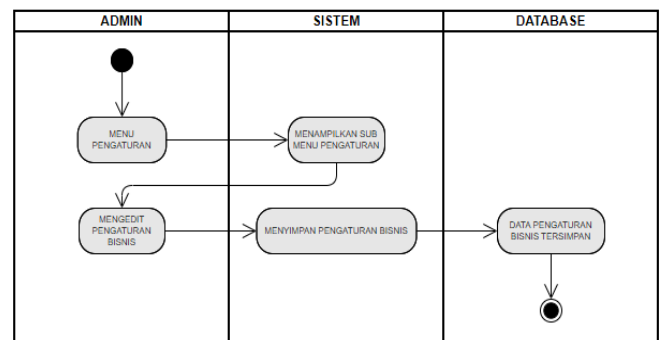 ADMIN
SISTEM
DATABASE
MENU
PENGATURAN
MENAMPILKAN SUB
MENU PENGATURAN
MENGEDIT
PENGATURAN
BISNIS
MENYIMPAN PENGATURAN BISNIS
DATA PENGATURAN
BISNIS TERSIMPAN